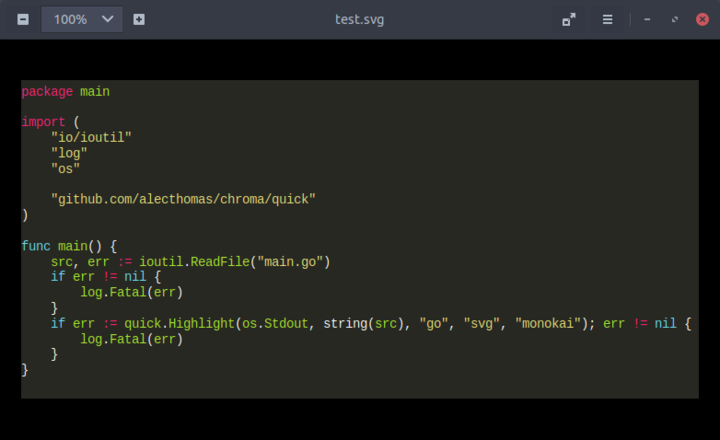 100%
test.svg
package main
import (
    "io/ioutil"
    "log"
    "os"
    "github.com/alecthomas/chroma/quick"
)
func main() {
    src, err := ioutil.ReadFile("main.go")
    if err != nil {
        log.Fatal(err)
    }
    if err := quick.Highlight(os.Stdout, string(src), "go", "svg", "monokai"); err != nil {
        log.Fatal(err)
    }
}